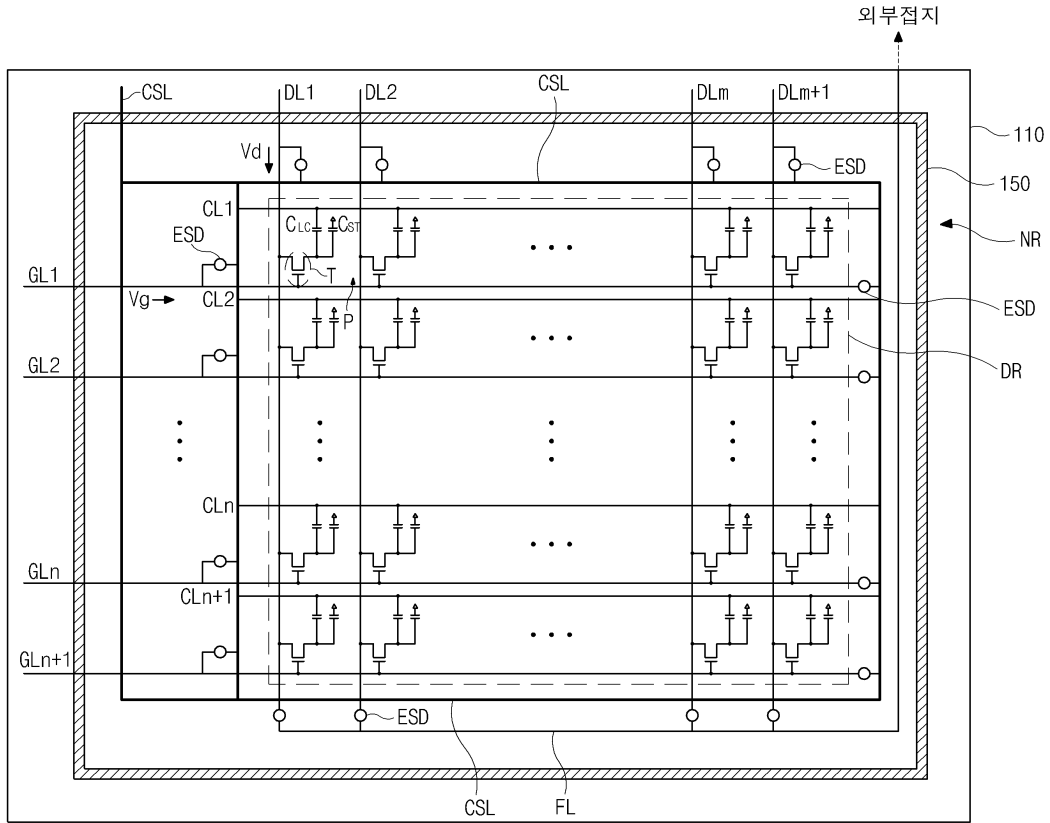 외부접지
CSL
DL1
DL2
CSL
DLm
DLm+1
110
Vd
ESD
150
CL1
CLC
CST
ESD
NR
GL1
T
Vg
CL2
P
ESD
GL2
DR
CLn
GLn
CLn+1
GLn+1
ESD
CSL
FL